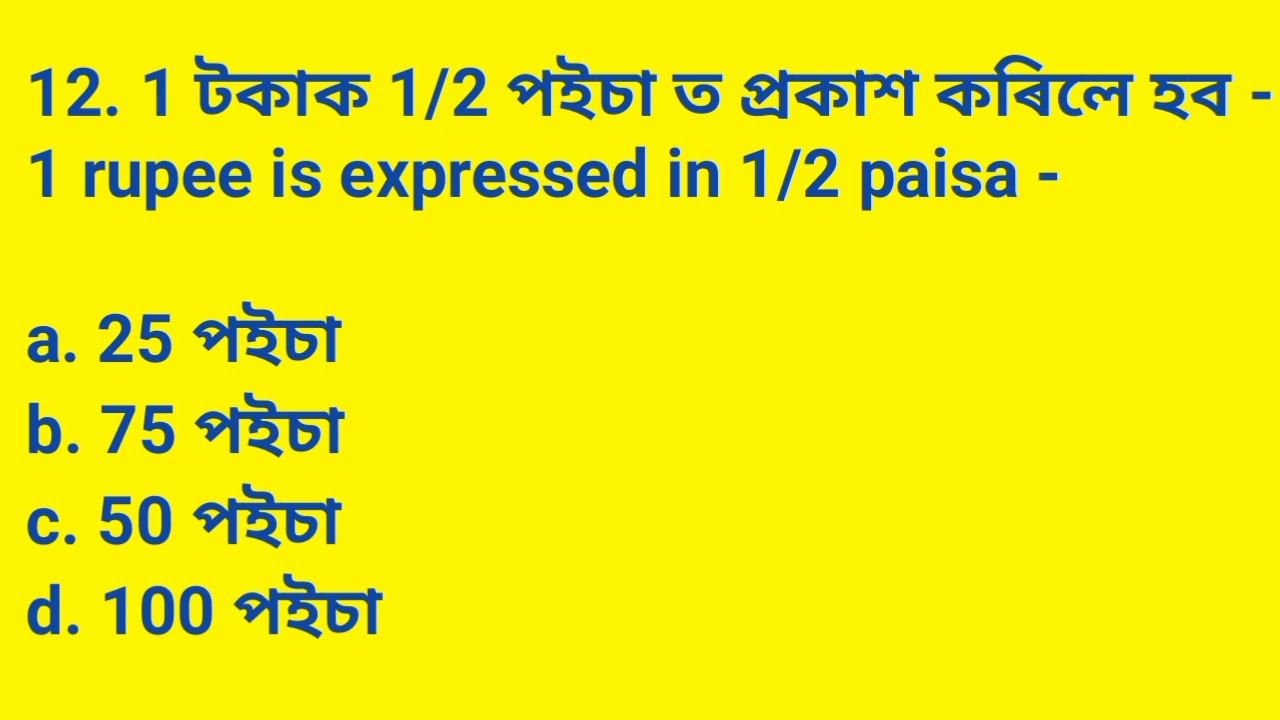 12. 1 টকাক 1/2 পইচা ত প্ৰকাশ কৰিলে হব -
1 rupee is expressed in 1/2 paisa -
a. 25 পইচা
b. 75 পইচা
c. 50 পইচা
d. 100 পইচা